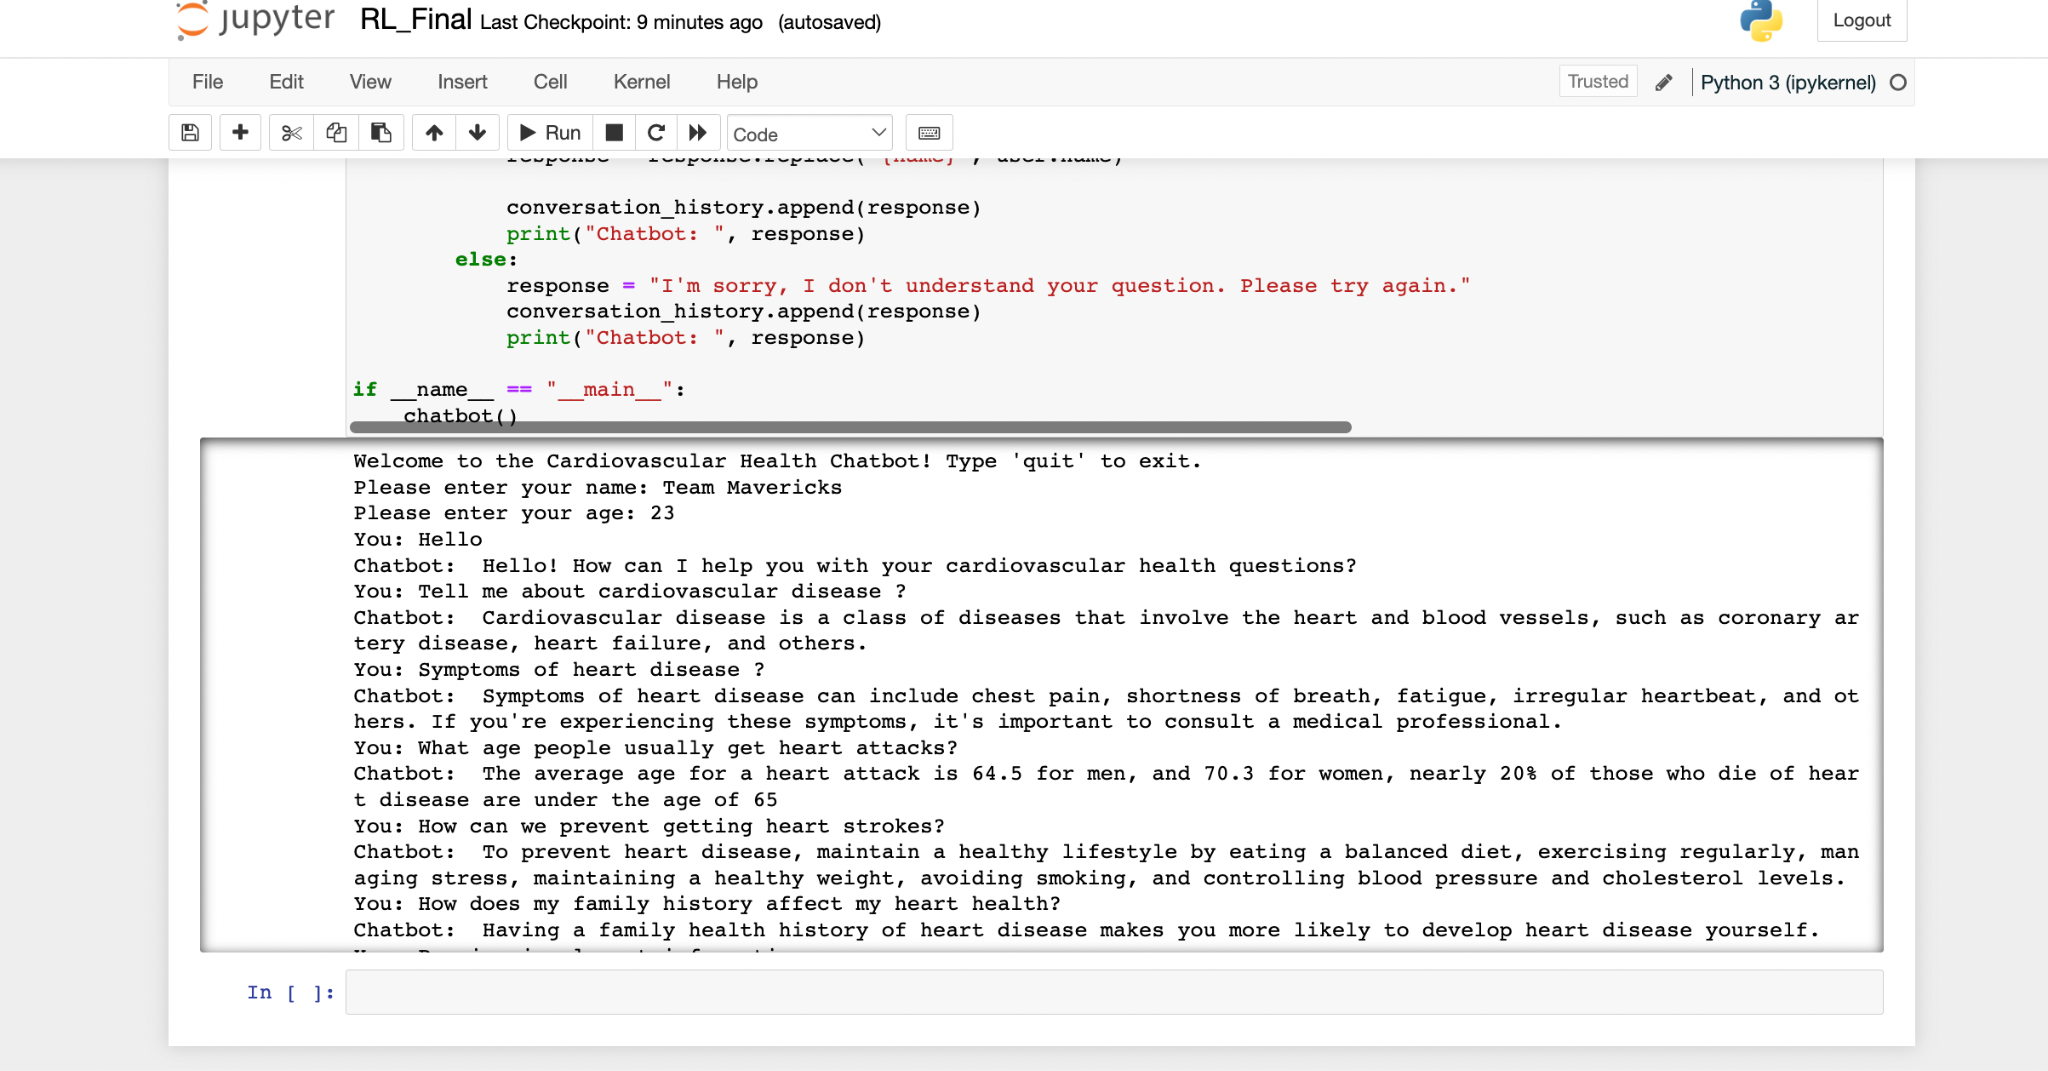 jupyter RL_Final Last Checkpoint: 9 minutes ago (autosaved)
Logout
File Edit View Insert Cell Kernel Help
Trusted Python 3 (ipykernel)
Run Code
response = response.replace("{name}", user.name)
conversation_history.append(response)
print("Chatbot: ", response)
else:
response = "I'm sorry, I don't understand your question. Please try again."
conversation_history.append(response)
print("Chatbot: ", response)
if __name__ == "__main__":
chatbot()
Welcome to the Cardiovascular Health Chatbot! Type 'quit' to exit.
Please enter your name: Team Mavericks
Please enter your age: 23
You: Hello
Chatbot:  Hello! How can I help you with your cardiovascular health questions?
You: Tell me about cardiovascular disease ?
Chatbot:  Cardiovascular disease is a class of diseases that involve the heart and blood vessels, such as coronary ar
tery disease, heart failure, and others.
You: Symptoms of heart disease ?
Chatbot:  Symptoms of heart disease can include chest pain, shortness of breath, fatigue, irregular heartbeat, and ot
hers. If you're experiencing these symptoms, it's important to consult a medical professional.
You: What age people usually get heart attacks?
Chatbot:  The average age for a heart attack is 64.5 for men, and 70.3 for women, nearly 20% of those who die of hear
t disease are under the age of 65
You: How can we prevent getting heart strokes?
Chatbot:  To prevent heart disease, maintain a healthy lifestyle by eating a balanced diet, exercising regularly, man
aging stress, maintaining a healthy weight, avoiding smoking, and controlling blood pressure and cholesterol levels.
You: How does my family history affect my heart health?
Chatbot:  Having a family health history of heart disease makes you more likely to develop heart disease yourself.
In [ ]: